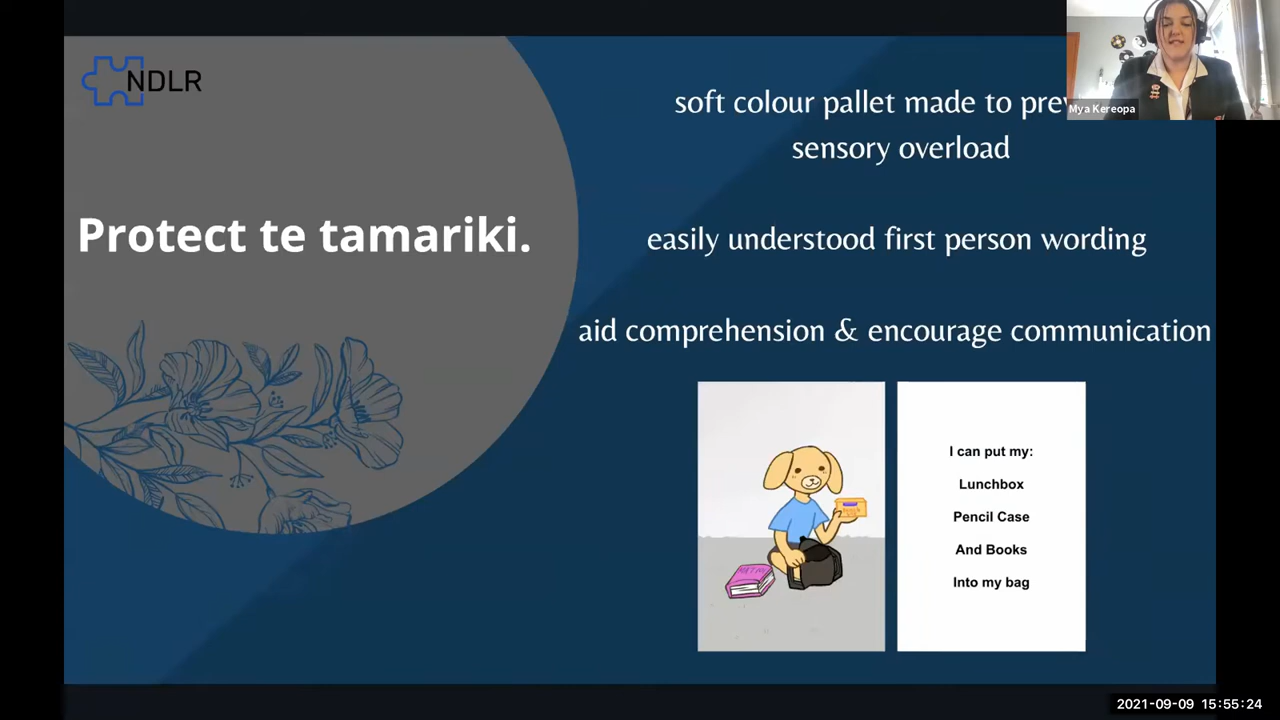 NDLR
soft colour pallet made to
sensory overload
Mya Kereopa
Protect te tamariki.
easily understood first person wording
aid comprehension & encourage communication
I can put my:
Lunchbox
Pencil Case
And Books
Into my bag
2021-09-09 15:55:24